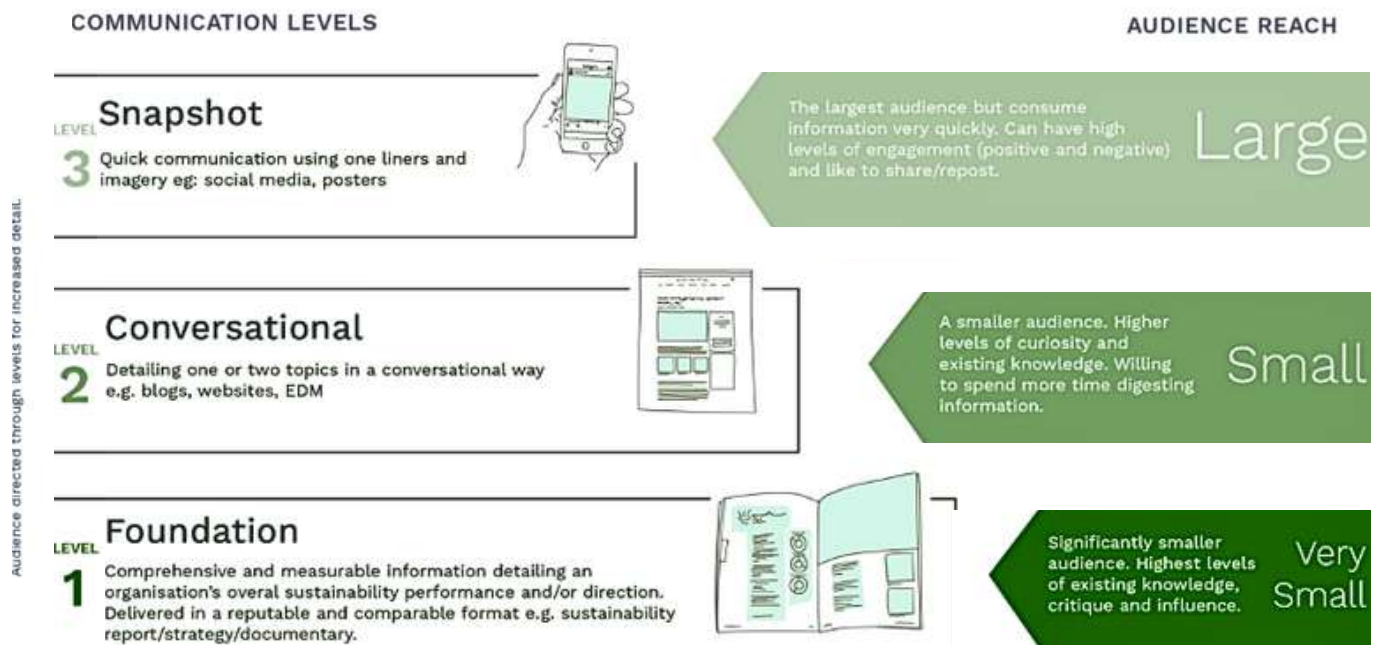 COMMUNICATION LEVELS
AUDIENCE REACH
Audience directed through levels for increased detail.
LEVEL
3
Snapshot
Quick communication using one liners and
imagery eg: social media, posters
The largest audience but consume
information very quickly. Can have high
levels of engagement (positive and negative)
and like to share/repost.
Large
LEVEL
2
Conversational
Detailing one or two topics in a conversational way
e.g. blogs, websites, EDM
A smaller audience. Higher
levels of curiosity and
existing knowledge. Willing
to spend more time digesting
information.
Small
LEVEL
1
Foundation
Comprehensive and measurable information detailing an
organisation's overal sustainability performance and/or direction.
Delivered in a reputable and comparable format e.g. sustainability
report/strategy/documentary.
Significantly smaller
audience. Highest levels
of existing knowledge,
critique and influence.
Very
Small